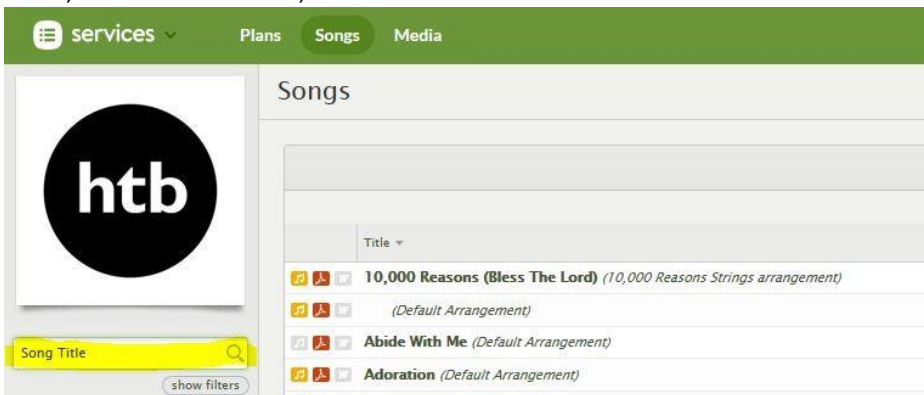 services Plans Songs Media
Songs
htb
Title
10,000 Reasons (Bless The Lord) (10,000 Reasons Strings arrangement)
(Default Arrangement)
Abide With Me (Default Arrangement)
Adoration (Default Arrangement)
Song Title
show filters